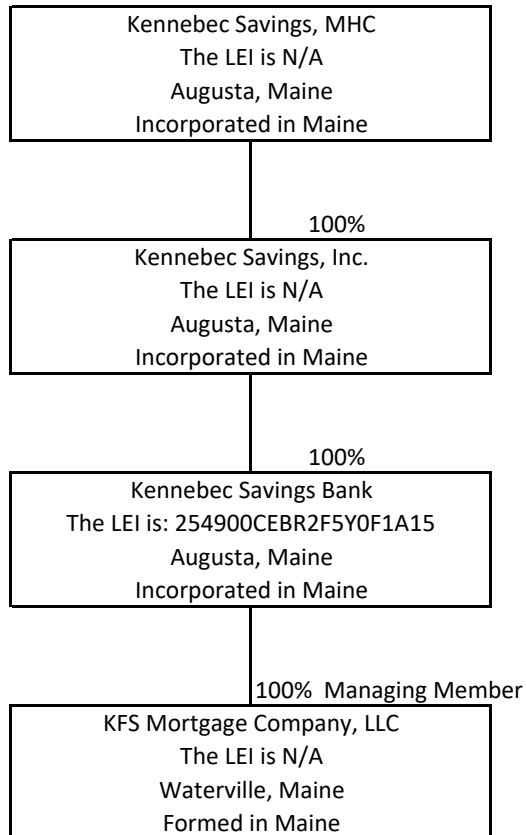 Kennebec Savings, MHC
The LEI is N/A
Augusta, Maine
Incorporated in Maine
100%
Kennebec Savings, Inc.
The LEI is N/A
Augusta, Maine
Incorporated in Maine
100%
Kennebec Savings Bank
The LEI is: 254900CEBR2F5Y0F1A15
Augusta, Maine
Incorporated in Maine
100% Managing Member
KFS Mortgage Company, LLC
The LEI is N/A
Waterville, Maine
Formed in Maine